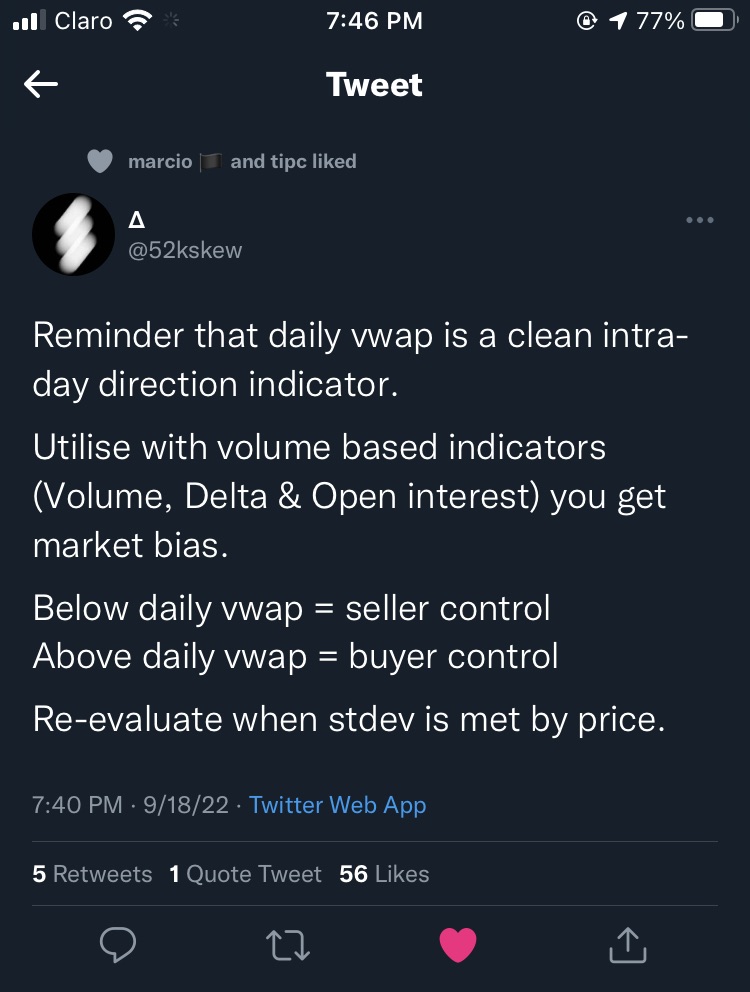 Claro 7:46 PM 77%
Tweet
marcio 🏴 and tipc liked
Δ
@52kskew
Reminder that daily vwap is a clean intra-
day direction indicator.
Utilise with volume based indicators
(Volume, Delta & Open interest) you get
market bias.
Below daily vwap = seller control
Above daily vwap = buyer control
Re-evaluate when stdev is met by price.
7:40 PM · 9/18/22 · Twitter Web App
5 Retweets 1 Quote Tweet 56 Likes